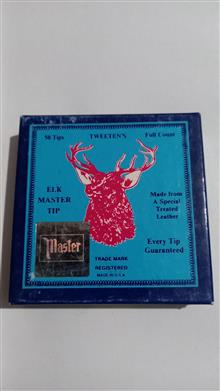 50 Tips TWEETEN'S Full Count
ELK
MASTER
TIP
Made from
A Special
Treated
Leather
Master
Every Tip
Guaranteed
TRADE MARK
REGISTERED
MADE IN U.S.A.